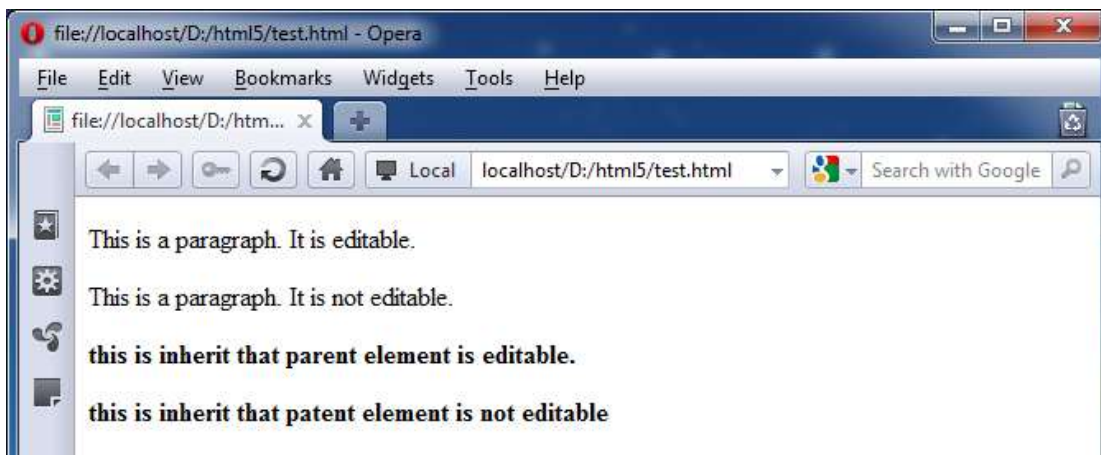 file://localhost/D:/html5/test.html - Opera
File Edit View Bookmarks Widgets Tools Help
file://localhost/D:/htm...
Local localhost/D:/html5/test.html Search with Google
This is a paragraph. It is editable.
This is a paragraph. It is not editable.
this is inherit that parent element is editable.
this is inherit that patent element is not editable